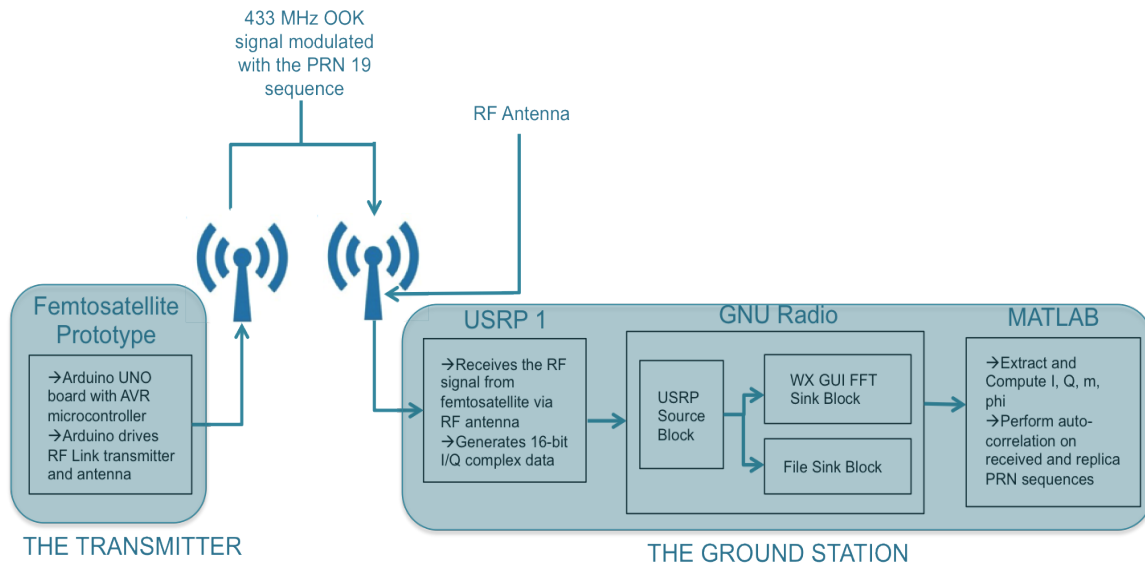 433 MHz OOK
signal modulated
with the PRN 19
sequence
RF Antenna
Femtosatellite
Prototype
→Arduino UNO
board with AVR
microcontroller
→Arduino drives
RF Link transmitter
and antenna
THE TRANSMITTER
USRP 1
→Receives the RF
signal from
femtosatellite via
RF antenna
→Generates 16-bit
I/Q complex data
GNU Radio
USRP
Source
Block
WX GUI FFT
Sink Block
File Sink Block
MATLAB
→Extract and
Compute I, Q, m,
phi
→Perform auto-
correlation on
received and replica
PRN sequences
THE GROUND STATION